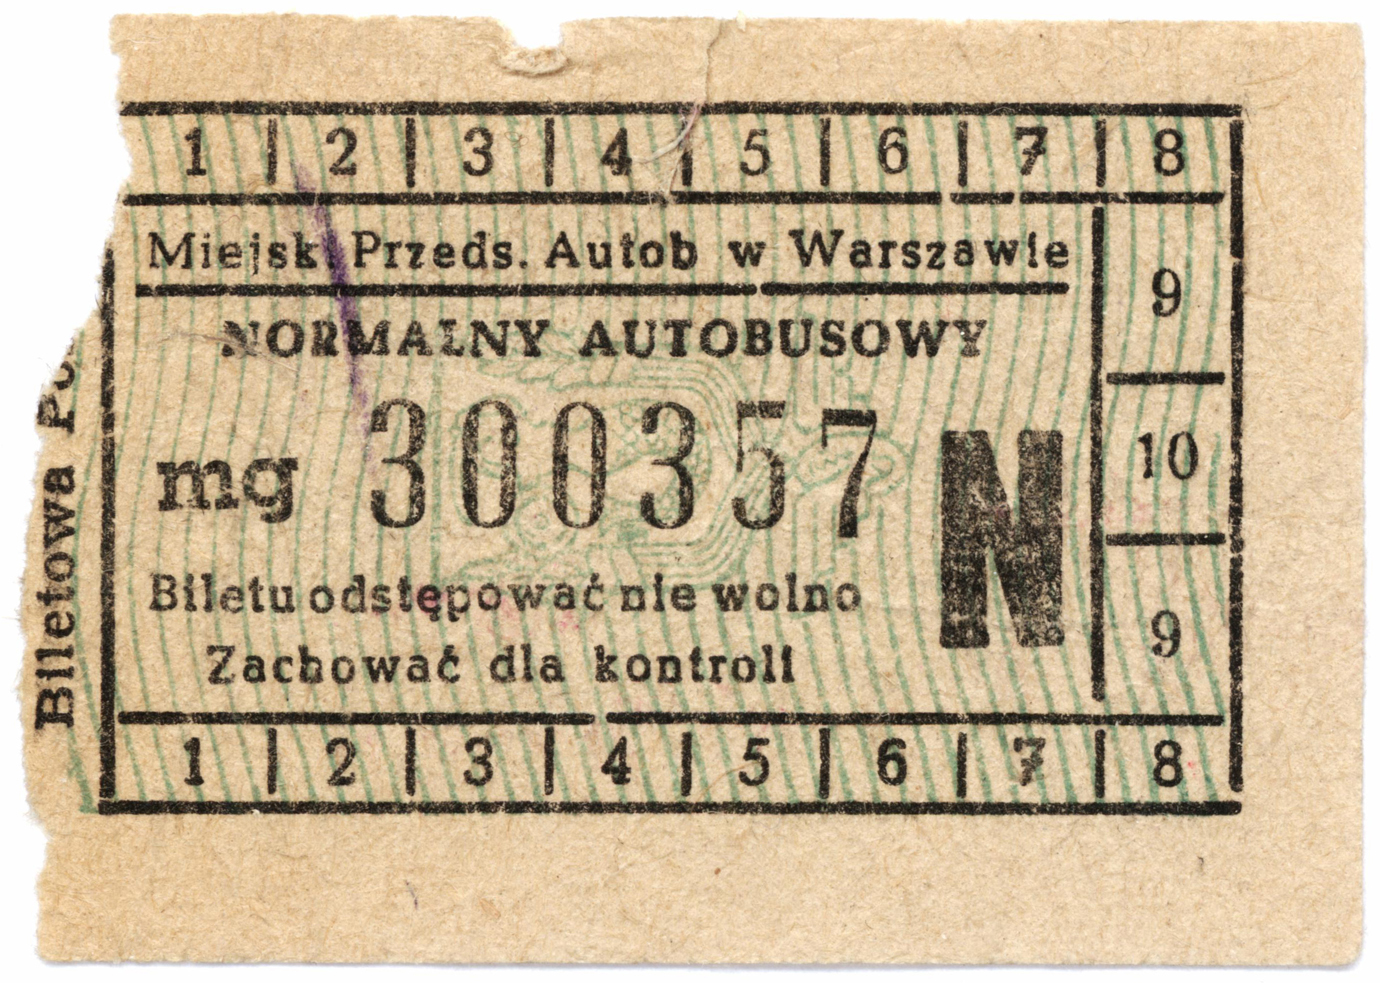 1 | 2 | 3 | 4 | 5 | 6 | 7 | 8
Miejsk. Przeds. Autob w Warszawie
9
NORMALNY AUTOBUSOWY
mg 300357 N
10
Biletu odstępować nie wolno
9
Zachować dla kontroli
1 | 2 | 3 | 4 | 5 | 6 | 7 | 8
Biletowa